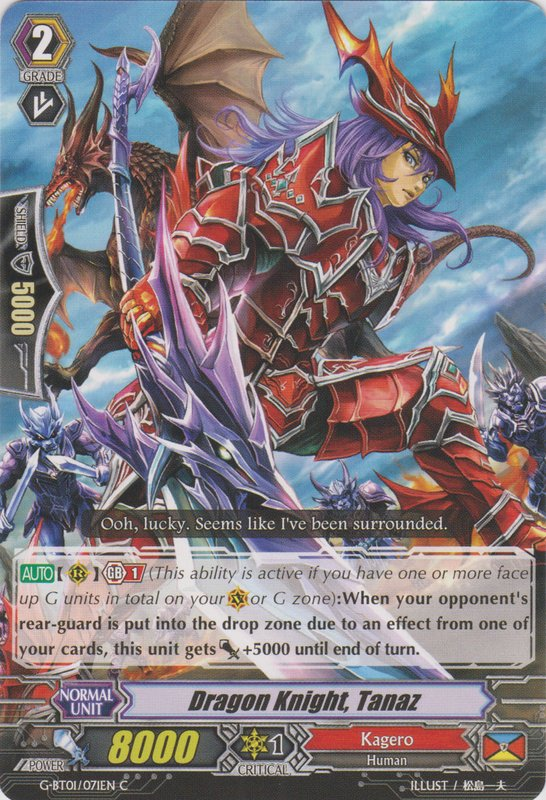 2
GRADE
SHIELD
5000
Ooh, lucky. Seems like I've been surrounded.
AUTO【 R 】 GB 1 (This ability is active if you have one or more face
up G units in total on your V or G zone):When your opponent's
rear-guard is put into the drop zone due to an effect from one of
your cards, this unit gets +5000 until end of turn.
NORMAL
UNIT
Dragon Knight, Tanaz
POWER
8000
1
CRITICAL
Kagero
Human
G-BT01/071EN C
ILLUST / 松島一夫